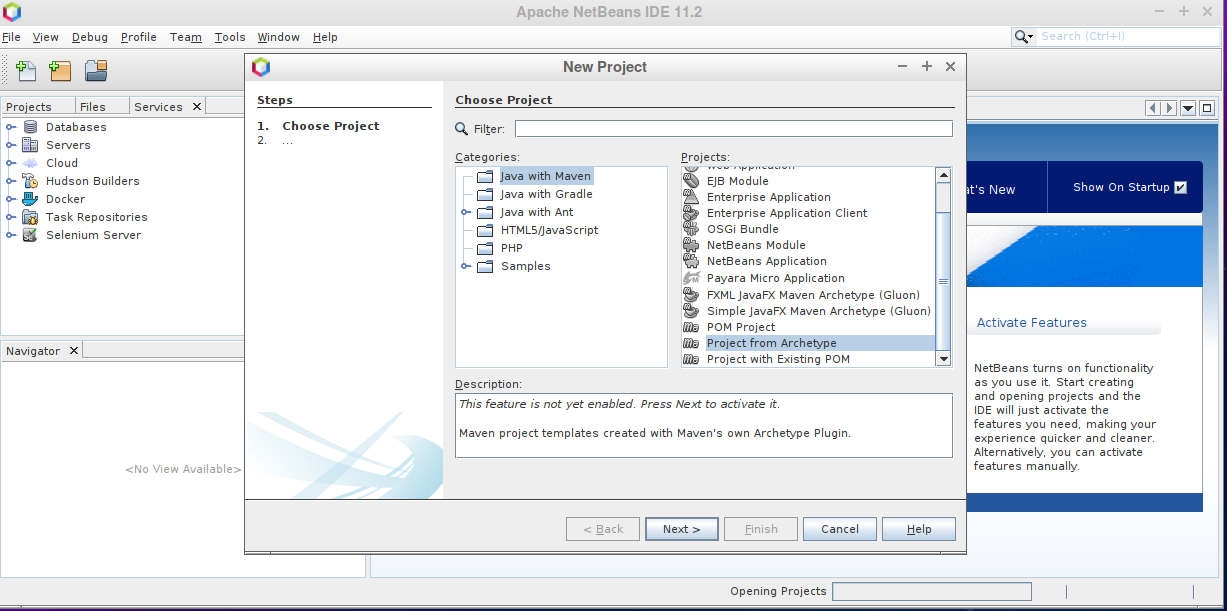 Apache NetBeans IDE 11.2
File View Debug Profile Team Tools Window Help
Search (Ctrl+I)
New Project
Projects Files Services
Databases
Servers
Cloud
Hudson Builders
Docker
Task Repositories
Selenium Server
Navigator
<No View Available>
Steps
1. Choose Project
2. ...
Choose Project
Filter:
Categories:
Java with Maven
Java with Gradle
Java with Ant
HTML5/JavaScript
PHP
Samples
Projects:
Web Application
EJB Module
Enterprise Application
Enterprise Application Client
OSGi Bundle
NetBeans Module
NetBeans Application
Payara Micro Application
FXML JavaFX Maven Archetype (Gluon)
Simple JavaFX Maven Archetype (Gluon)
POM Project
Project from Archetype
Project with Existing POM
Description:
This feature is not yet enabled. Press Next to activate it.
Maven project templates created with Maven's own Archetype Plugin.
< Back Next > Finish Cancel Help
at's New
Show On Startup
Activate Features
NetBeans turns on functionality
as you use it. Start creating
and opening projects and the
IDE will just activate the
features you need, making your
experience quicker and cleaner.
Alternatively, you can activate
features manually.
Opening Projects